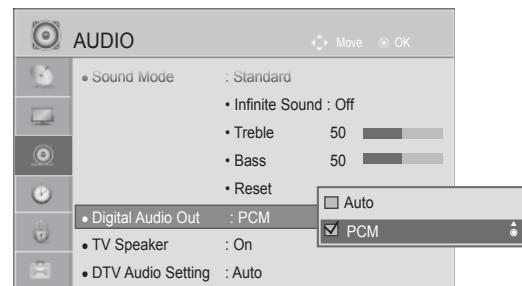 AUDIO Move OK
• Sound Mode : Standard
• Infinite Sound : Off
• Treble 50
• Bass 50
• Reset
• Digital Audio Out : PCM
• TV Speaker : On
• DTV Audio Setting : Auto
Auto
PCM